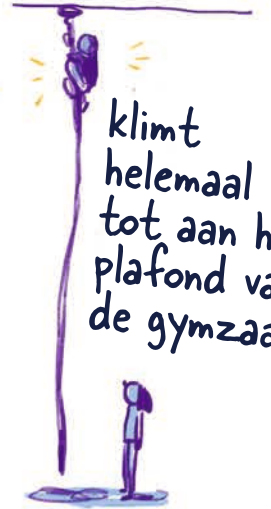 klimt
helemaal
tot aan h
plafond va
de gymzaa